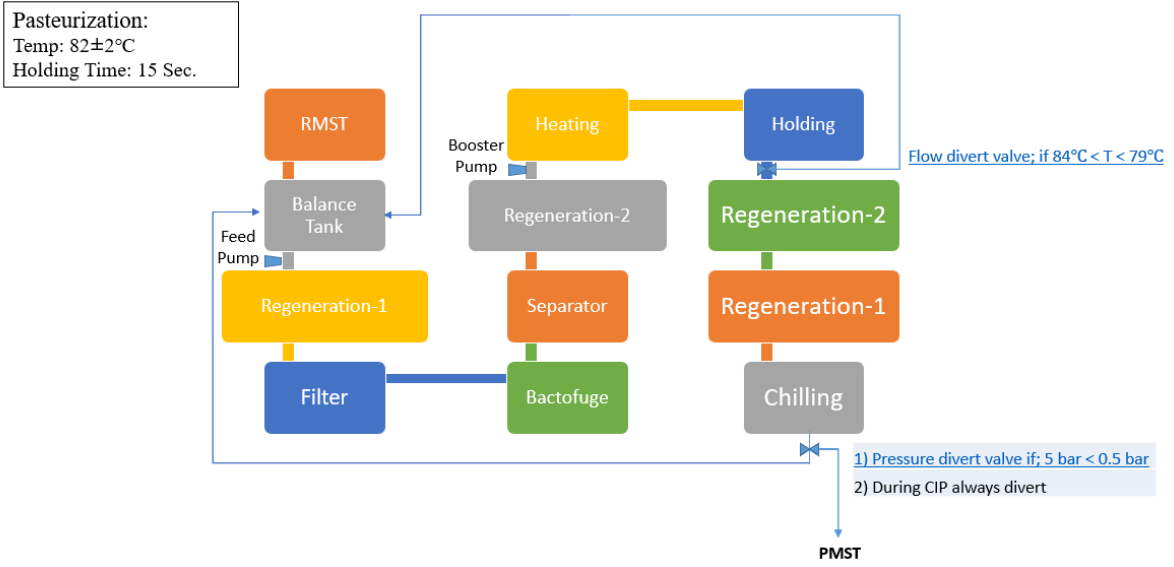 Pasteurization:
Temp: 82±2°C
Holding Time: 15 Sec.
RMST
Balance
Tank
Feed
Pump
Regeneration-1
Filter
Booster
Pump
Heating
Regeneration-2
Separator
Bactofuge
Holding
Flow divert valve; if 84℃ < T < 79℃
Regeneration-2
Regeneration-1
Chilling
1) Pressure divert valve if; 5 bar < 0.5 bar
2) During CIP always divert
PMST